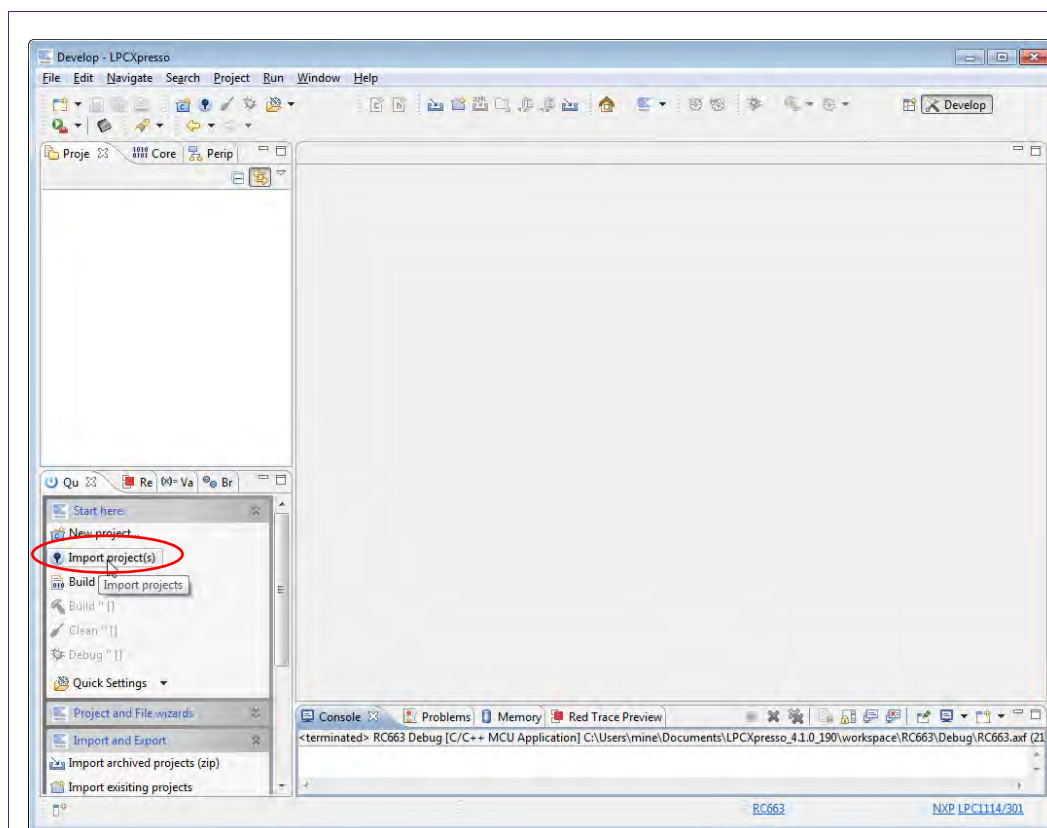 Develop - LPCXpresso
File Edit Navigate Search Project Run Window Help
Develop
Proje Core Perip
Qu Re (x)= Va Br
Start here
New project...
Import project(s)
Build
Import projects
Build '' []
Clean '' []
Debug '' []
Quick Settings
Project and File wizards
Import and Export
Import archived projects (zip)
Import exisiting projects
Console Problems Memory Red Trace Preview
<terminated> RC663 Debug [C/C++ MCU Application] C:\Users\mine\Documents\LPCXpresso_4.1.0_190\workspace\RC663\Debug\RC663.axf (21
RC663 NXP LPC1114/301